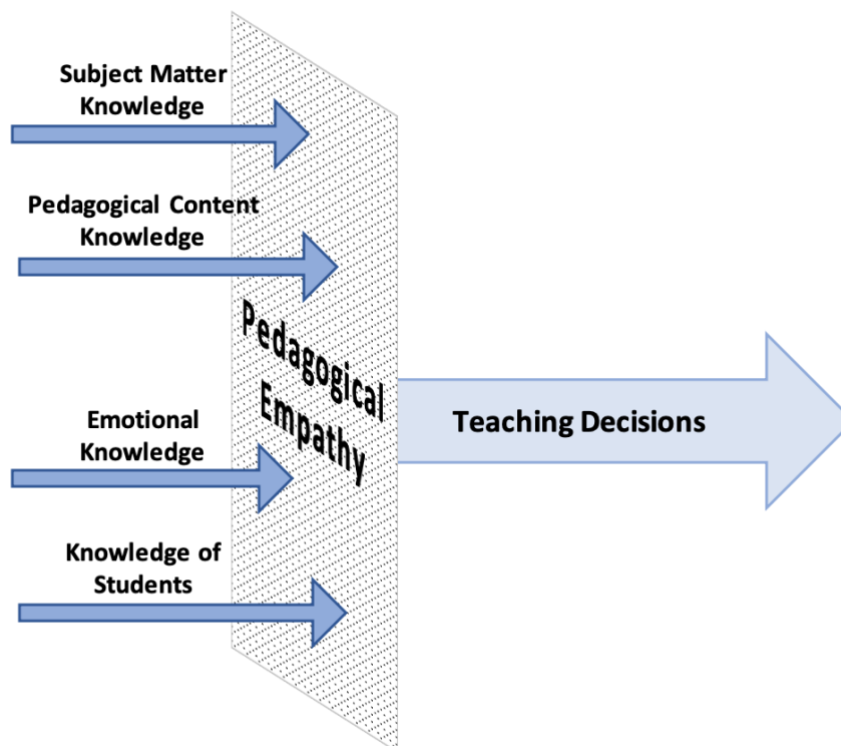 Subject Matter
Knowledge
Pedagogical Content
Knowledge
Pedagogical
Empathy
Teaching Decisions
Emotional
Knowledge
Knowledge of
Students